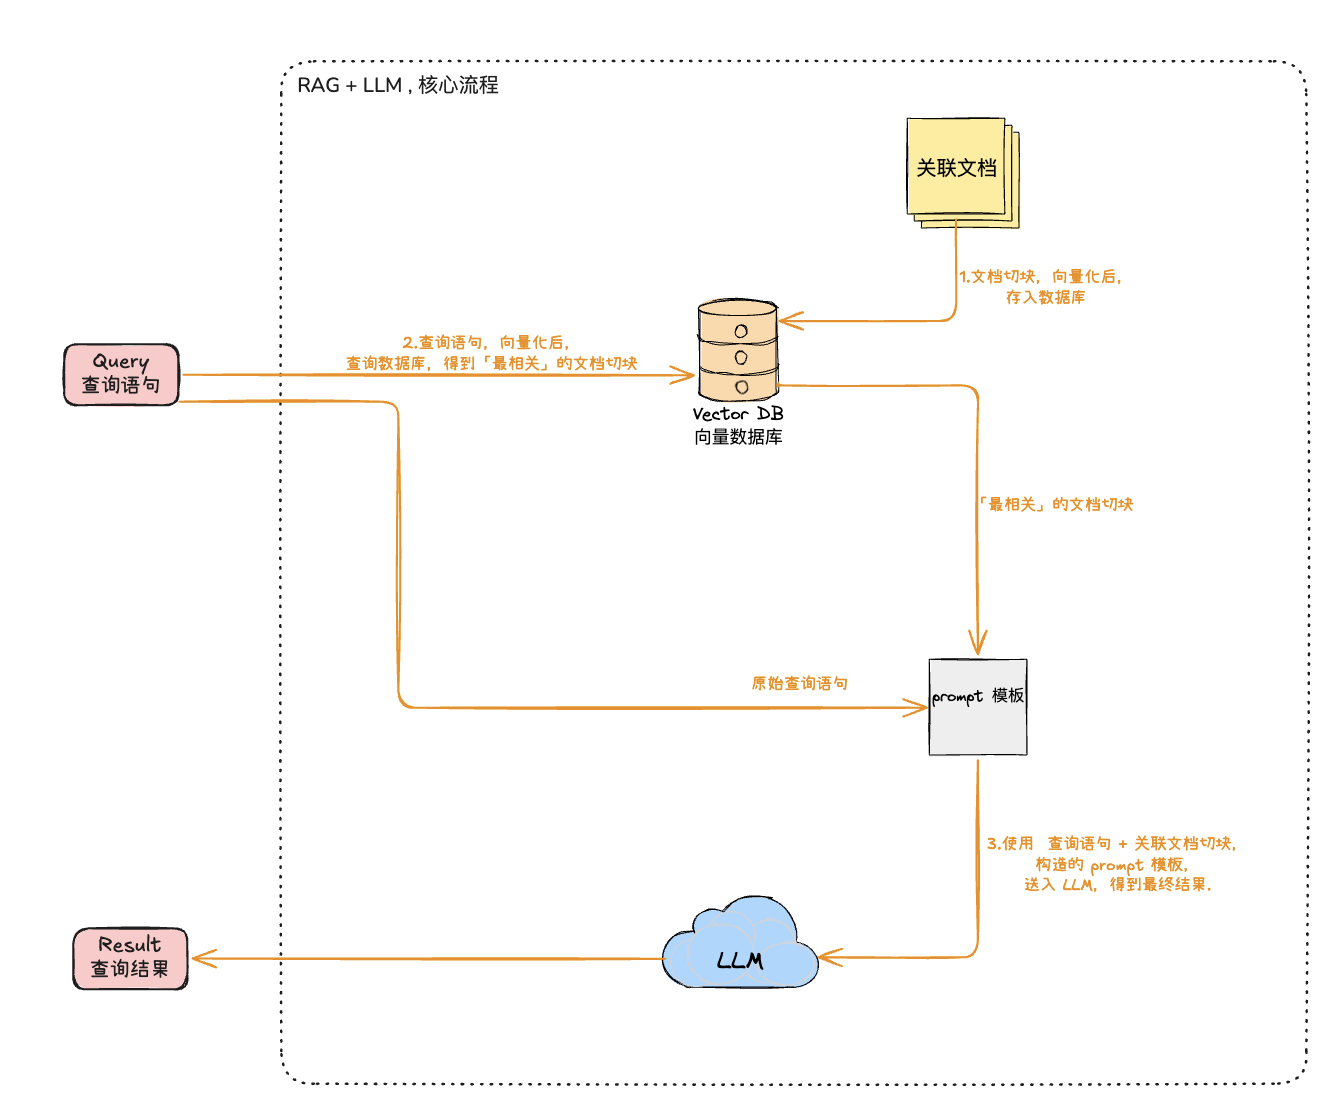 RAG + LLM , 核心流程
关联文档
1.文档切块，向量化后，
存入数据库
2.查询语句，向量化后，
查询数据库，得到「最相关」的文档切块
Query
查询语句
Vector DB
向量数据库
「最相关」的文档切块
原始查询语句
prompt 模板
3.使用 查询语句 + 关联文档切块，
构造的 prompt 模板，
送入 LLM，得到最终结果.
LLM
Result
查询结果